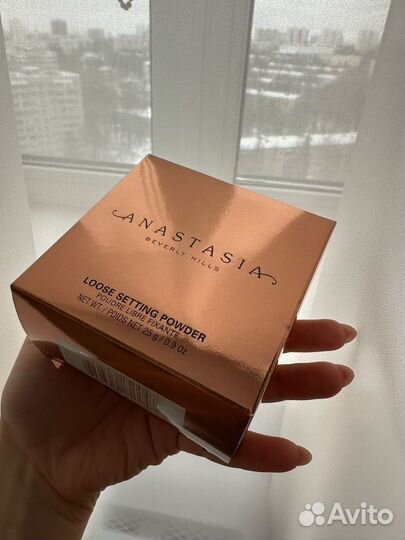 ANASTASIA
BEVERLY HILLS
LOOSE SETTING POWDER
POUDRE LIBRE FIXANTE
NET WT. / POIDS NET 25 g / 0.9 Oz
Avito